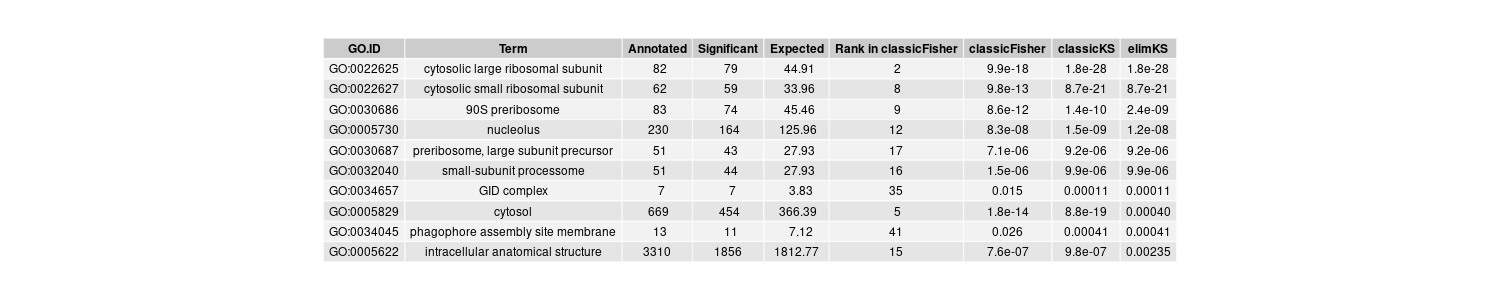 GO.ID Term Annotated Significant Expected Rank in classicFisher classicFisher classicKS elimKS
GO:0022625 cytosolic large ribosomal subunit 82 79 44.91 2 9.9e-18 1.8e-28 1.8e-28
GO:0022627 cytosolic small ribosomal subunit 62 59 33.96 8 9.8e-13 8.7e-21 8.7e-21
GO:0030686 90S preribosome 83 74 45.46 9 8.6e-12 1.4e-10 2.4e-09
GO:0005730 nucleolus 230 164 125.96 12 8.3e-08 1.5e-09 1.2e-08
GO:0030687 preribosome, large subunit precursor 51 43 27.93 17 7.1e-06 9.2e-06 9.2e-06
GO:0032040 small-subunit processome 51 44 27.93 16 1.5e-06 9.9e-06 9.9e-06
GO:0034657 GID complex 7 7 3.83 35 0.015 0.00011 0.00011
GO:0005829 cytosol 669 454 366.39 5 1.8e-14 8.8e-19 0.00040
GO:0034045 phagophore assembly site membrane 13 11 7.12 41 0.026 0.00041 0.00041
GO:0005622 intracellular anatomical structure 3310 1856 1812.77 15 7.6e-07 9.8e-07 0.00235